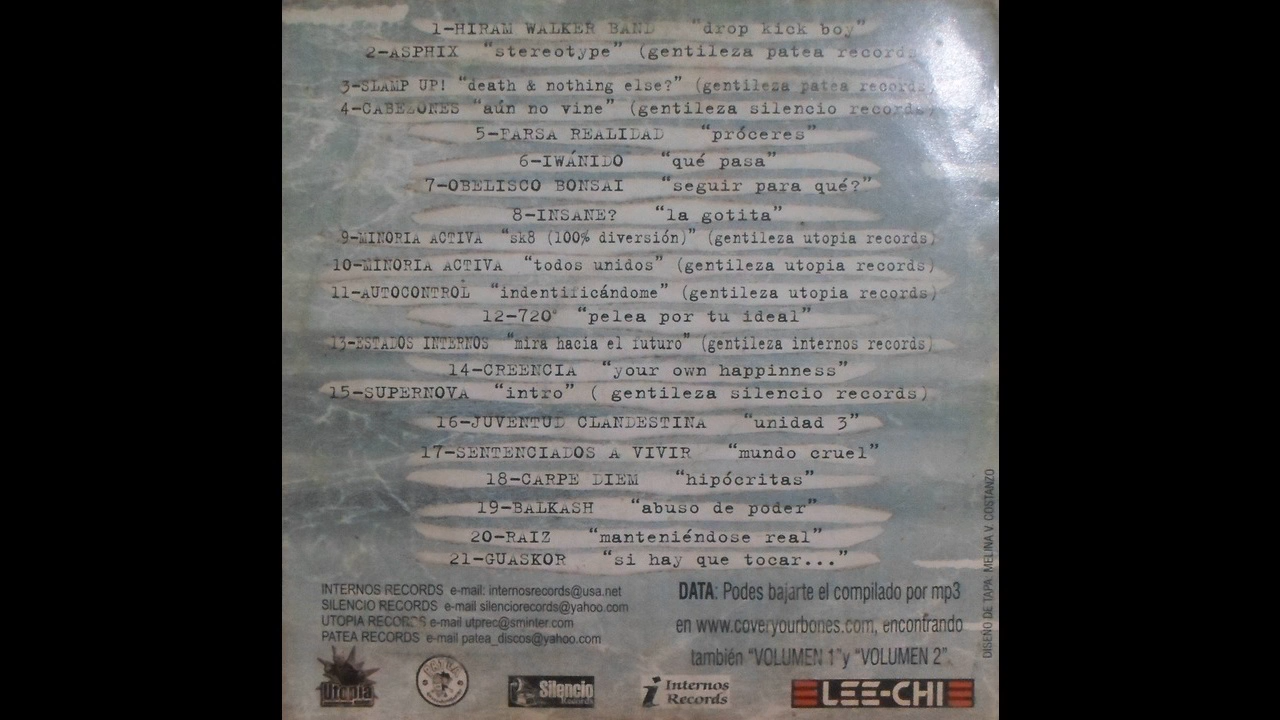 1-HIRAM WALKER BAND "drop kick boy"
2-ASPHIX "stereotype" (gentileza patea records)
3-SLAMP UP! "death & nothing else?" (gentileza patea records)
4-CABEZONES "aún no vine" (gentileza silencio records)
5-FARSA REALIDAD "próceres"
6-IWÁNIDO "qué pasa"
7-OBELISCO BONSAI "seguir para qué?"
8-INSANE? "la gotita"
9-MINORIA ACTIVA "sk8 (100% diversión)" (gentileza utopia records)
10-MINORIA ACTIVA "todos unidos" (gentileza utopia records)
11-AUTOCONTROL "indentificándome" (gentileza utopia records)
12-720° "pelea por tu ideal"
13-ESTADOS INTERNOS "mira hacia el futuro" (gentileza internos records)
14-CREENCIA "your own happinness"
15-SUPERNOVA "intro" ( gentileza silencio records)
16-JUVENTUD CLANDESTINA "unidad 3"
17-SENTENCIADOS A VIVIR "mundo cruel"
18-CARPE DIEM "hipócritas"
19-BALKASH "abuso de poder"
20-RAIZ "manteniéndose real"
21-GUASKOR "si hay que tocar..."
INTERNOS RECORDS e-mail: internosrecords@usa.net
SILENCIO RECORDS e-mail silenciorecords@yahoo.com
UTOPIA RECORDS e-mail utprec@sminter.com
PATEA RECORDS e-mail patea_discos@yahoo.com
DATA: Podes bajarte el compilado por mp3
en www.coveryourbones.com, encontrando
también "VOLUMEN 1"y "VOLUMEN 2".
DISEÑO DE TAPA: MELINA V. COSTANZO
Utopia
Silencio
Records
i Internos
Records
LEE-CHI